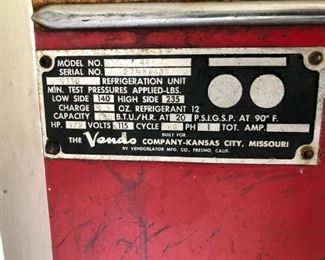 MODEL NO.
SERIAL NO.
REFRIGERATION UNIT
MIN. TEST PRESSURES APPLIED-LBS.
LOW SIDE 140 HIGH SIDE 235
CHARGE OZ. REFRIGERANT 12
CAPACITY B.T.U./HR. AT 20 P.S.I.G.S.P. AT 90° F.
HP. VOLTS 115 CYCLE PH 1 TOT. AMP.
BUILT FOR
THE Vendo COMPANY-KANSAS CITY, MISSOURI
BY VENDORLATOR MFG. CO., FRESNO, CALIF.